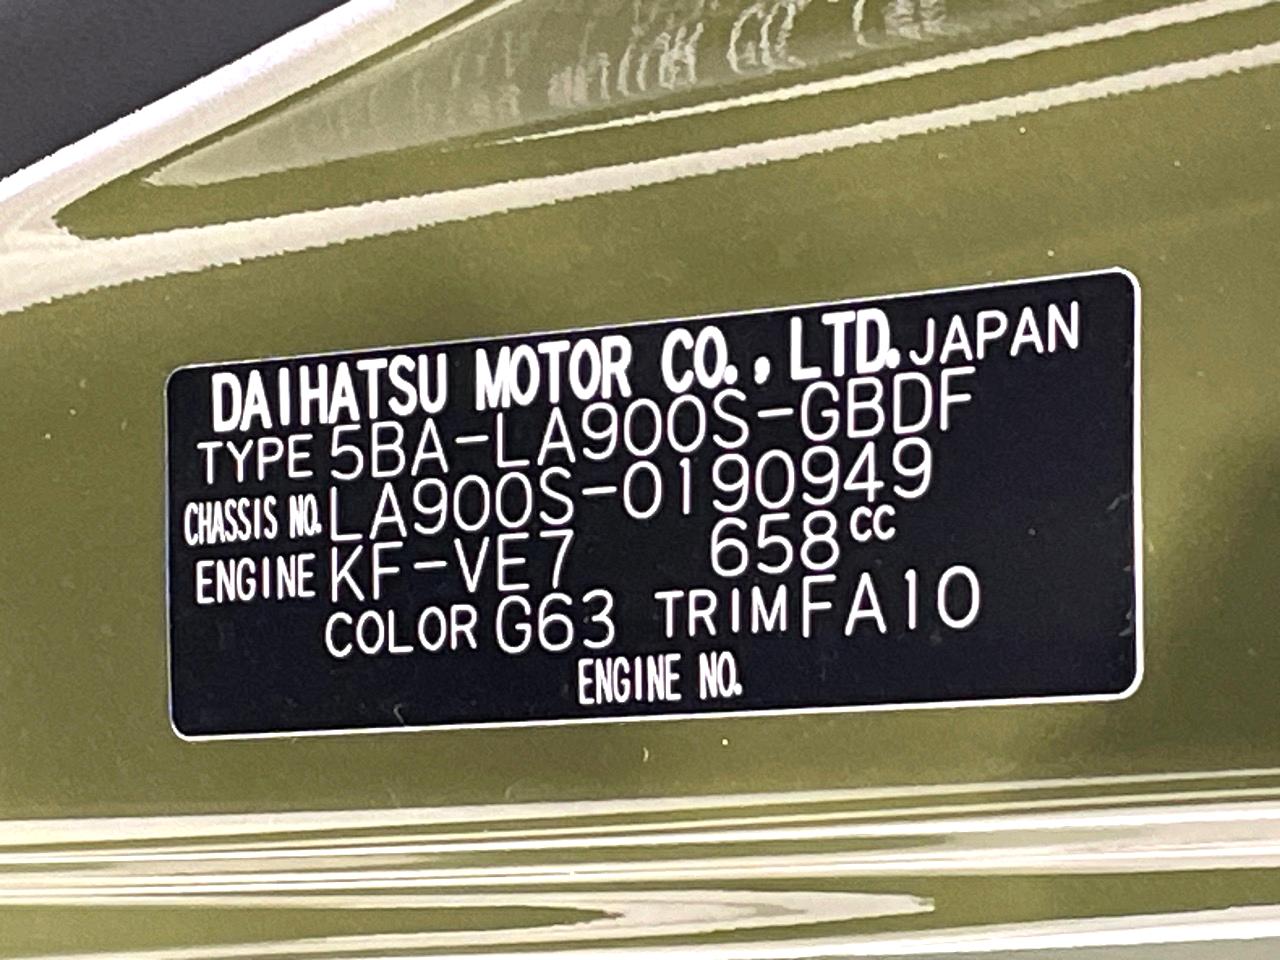 DAIHATSU MOTOR CO., LTD. JAPAN
TYPE 5BA-LA900S-GBDF
CHASSIS NO. LA900S-0190949
ENGINE KF-VE7 658cc
COLOR G63 TRIM FA10
ENGINE NO.